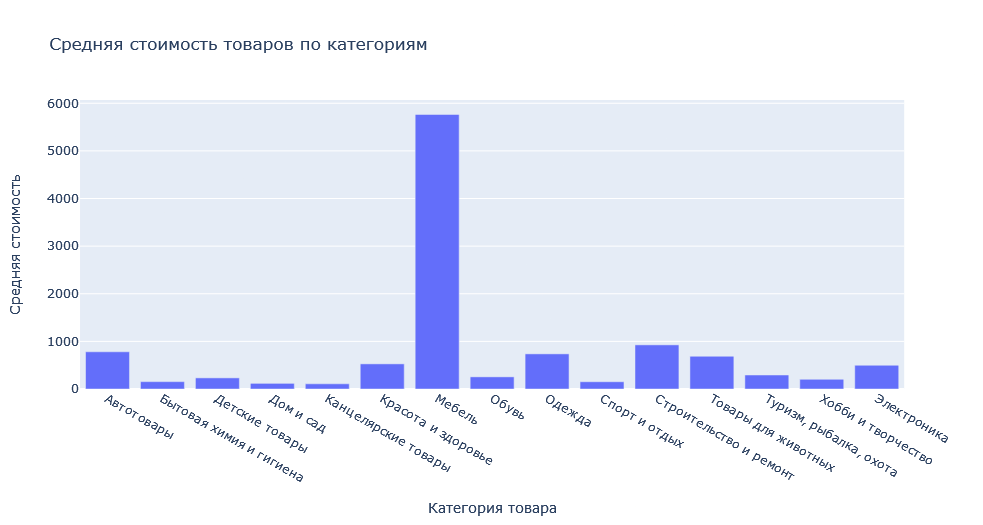 Средняя стоимость товаров по категориям
Средняя стоимость
6000
5000
4000
3000
2000
1000
0
Автотовары
Бытовая химия и гигиена
Детские товары
Дом и сад
Канцелярские товары
Красота и здоровье
Мебель
Обувь
Одежда
Спорт и отдых
Строительство и ремонт
Товары для животных
Туризм, рыбалка, охота
Хобби и творчество
Электроника
Категория товара